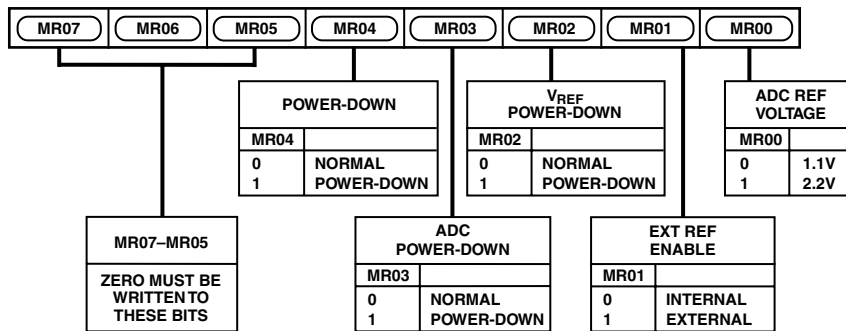 MR07 MR06 MR05 MR04 MR03 MR02 MR01 MR00
POWER-DOWN
MR04
0 NORMAL
1 POWER-DOWN
VREF
POWER-DOWN
MR02
0 NORMAL
1 POWER-DOWN
ADC REF
VOLTAGE
MR00
0 1.1V
1 2.2V
MR07–MR05
ZERO MUST BE
WRITTEN TO
THESE BITS
ADC
POWER-DOWN
MR03
0 NORMAL
1 POWER-DOWN
EXT REF
ENABLE
MR01
0 INTERNAL
1 EXTERNAL